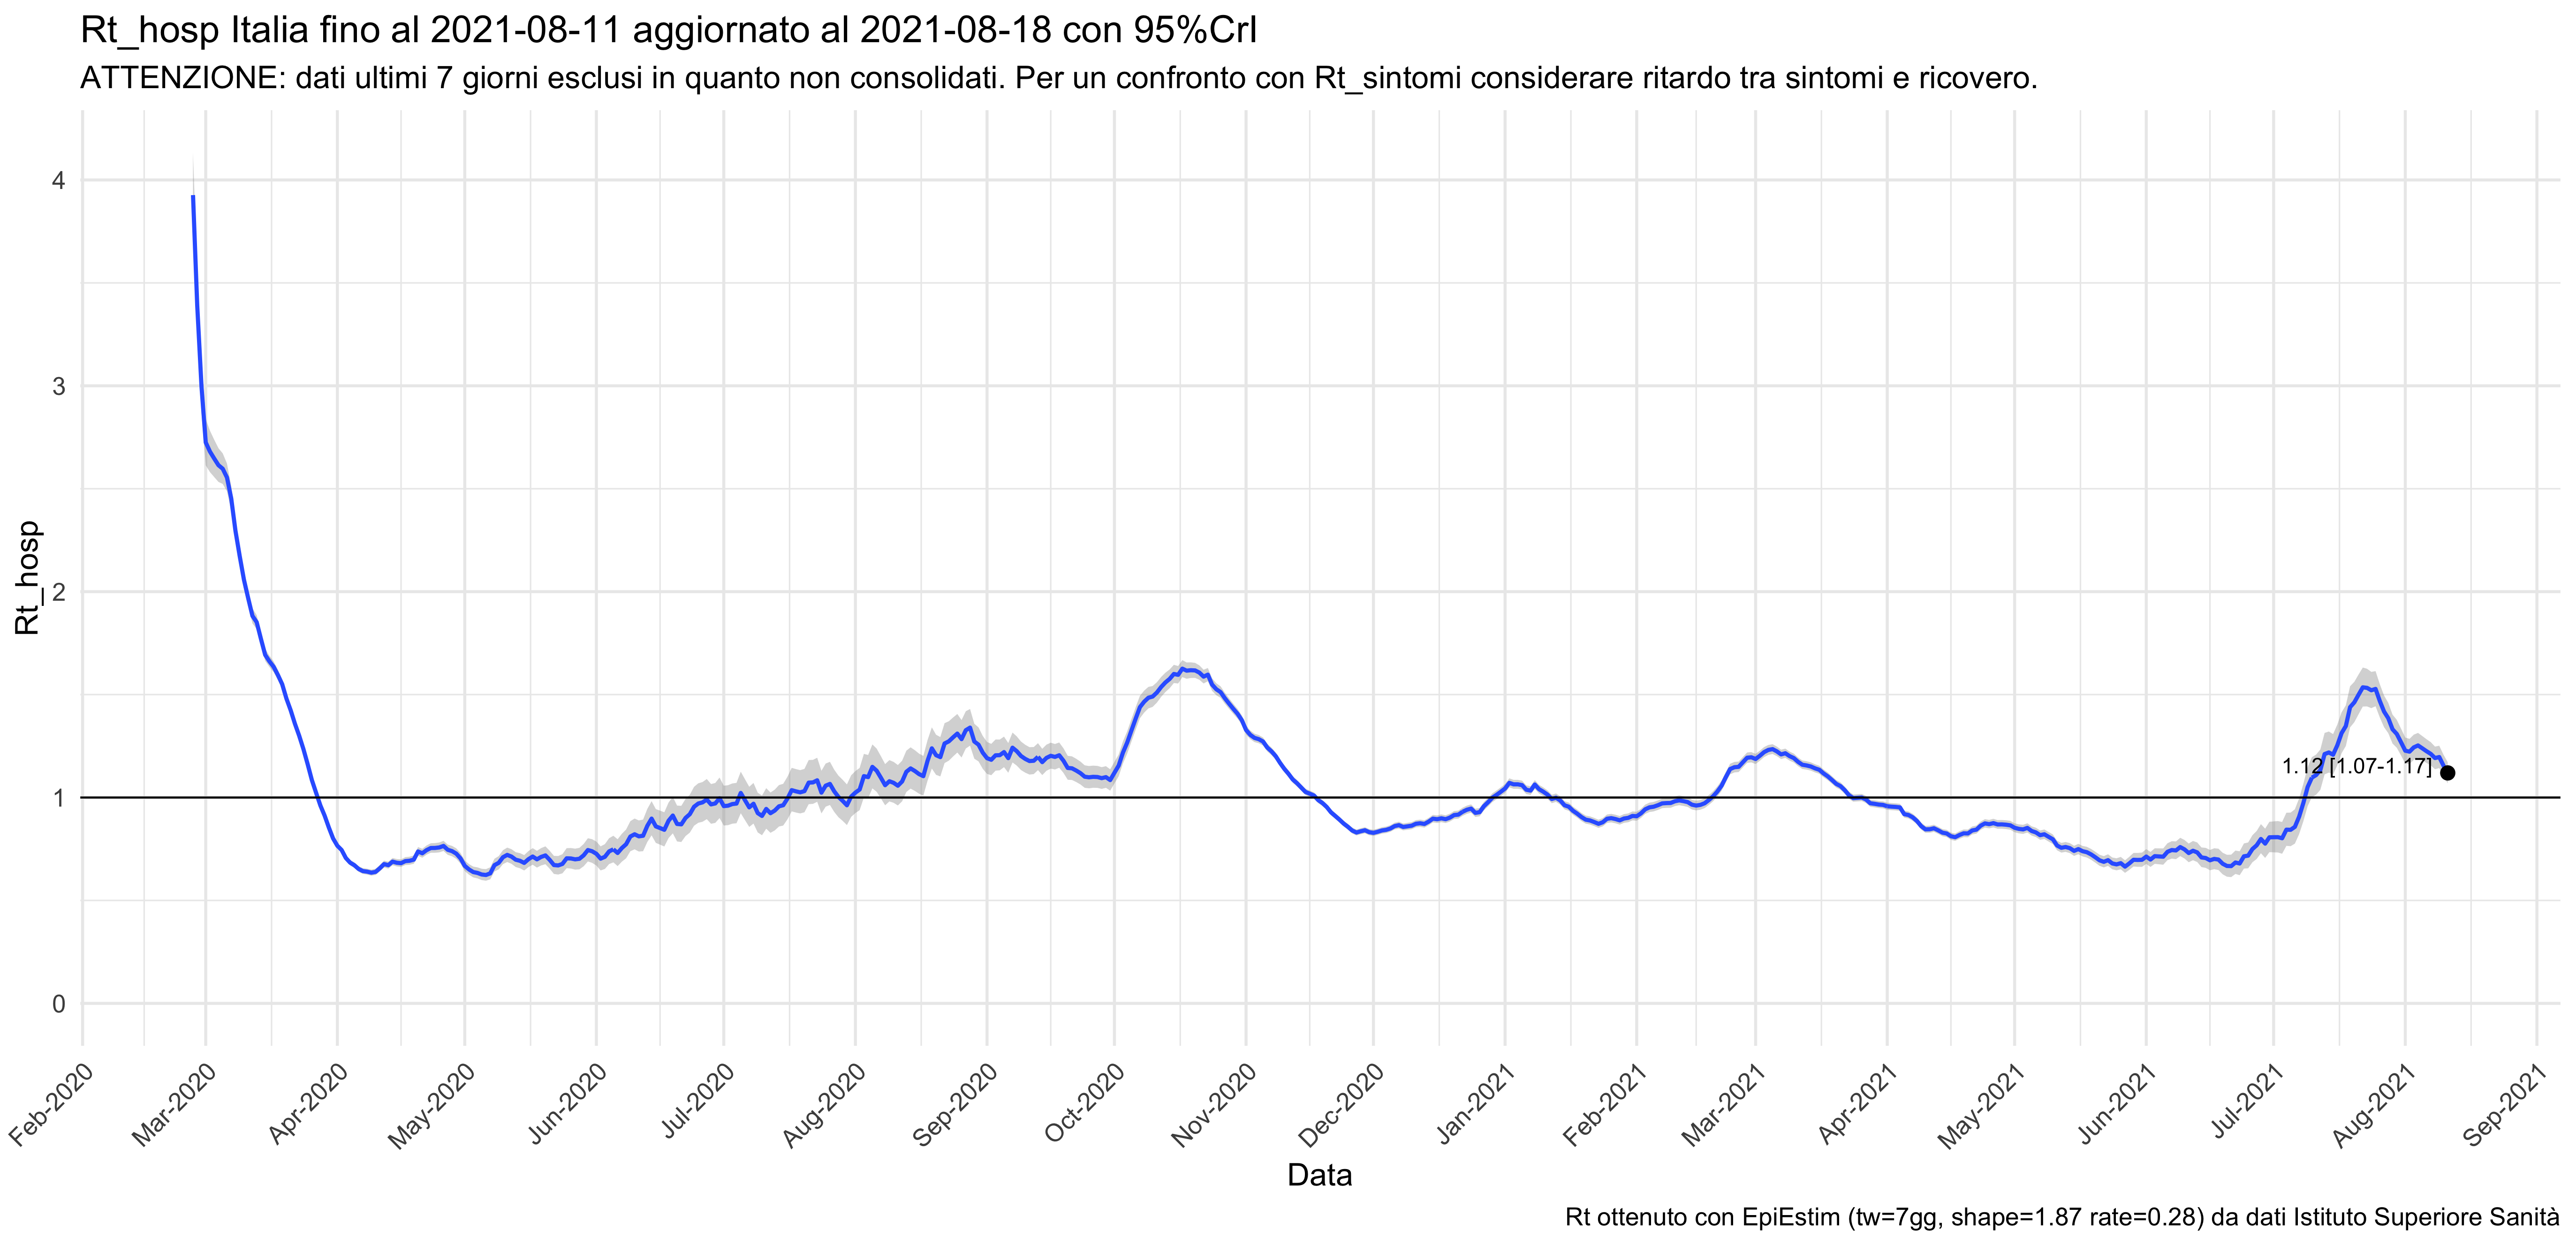 Rt_hosp Italia fino al 2021-08-11 aggiornato al 2021-08-18 con 95%CrI
ATTENZIONE: dati ultimi 7 giorni esclusi in quanto non consolidati. Per un confronto con Rt_sintomi considerare ritardo tra sintomi e ricovero.
Rt_hosp
4
3
2
1
0
1.12 [1.07-1.17]
Feb-2020
Mar-2020
Apr-2020
May-2020
Jun-2020
Jul-2020
Aug-2020
Sep-2020
Oct-2020
Nov-2020
Dec-2020
Jan-2021
Feb-2021
Mar-2021
Apr-2021
May-2021
Jun-2021
Jul-2021
Aug-2021
Sep-2021
Data
Rt ottenuto con EpiEstim (tw=7gg, shape=1.87 rate=0.28) da dati Istituto Superiore Sanità